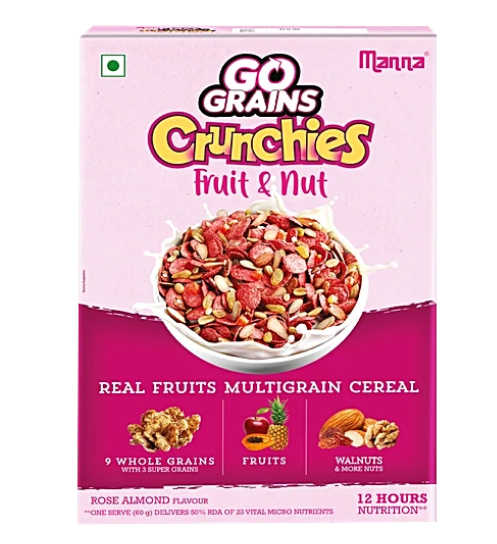 Manna®
GO
GRAINS
Crunchies
Fruit & Nut
REAL FRUITS MULTIGRAIN CEREAL
9 WHOLE GRAINS
WITH 3 SUPER GRAINS
FRUITS
WALNUTS
& MORE NUTS
ROSE ALMOND FLAVOUR
**ONE SERVE (60 g) DELIVERS 50% RDA OF 23 VITAL MICRO NUTRIENTS
12 HOURS
NUTRITION**